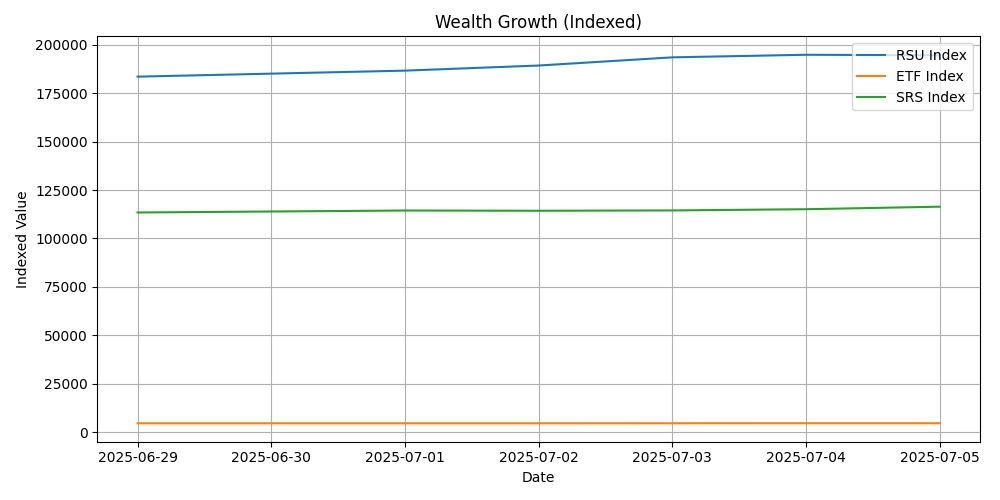 Wealth Growth (Indexed)
200000
175000
150000
125000
100000
75000
50000
25000
0
Indexed Value
RSU Index
ETF Index
SRS Index
2025-06-29
2025-06-30
2025-07-01
2025-07-02
2025-07-03
2025-07-04
2025-07-05
Date